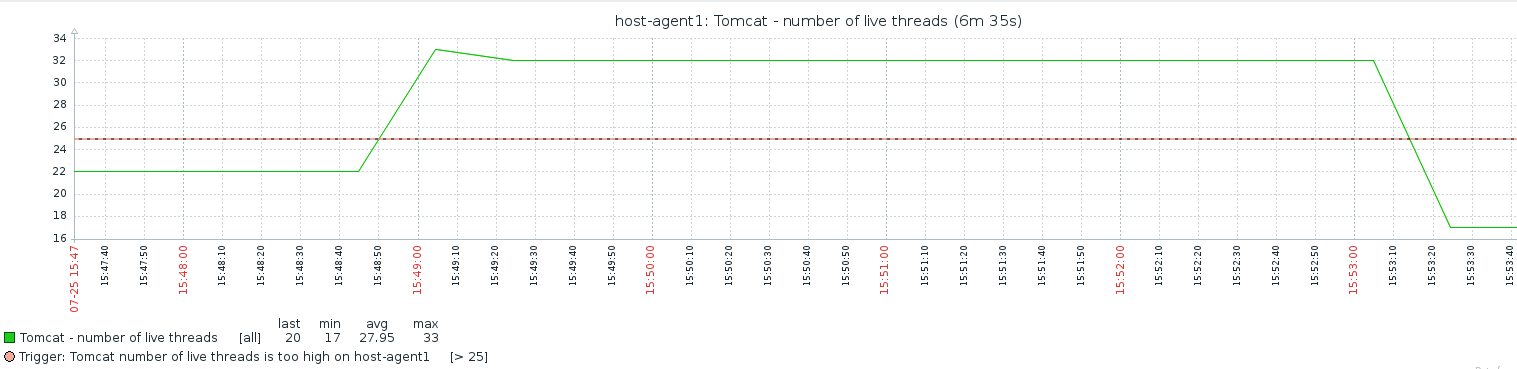 host-agent1: Tomcat - number of live threads (6m 35s)
34
32
30
28
26
24
22
20
18
16
07-25 15:47 15:47:40 15:47:50 15:48:00 15:48:10 15:48:20 15:48:30 15:48:40 15:48:50 15:49:00 15:49:10 15:49:20 15:49:30 15:49:40 15:49:50 15:50:00 15:50:10 15:50:20 15:50:30 15:50:40 15:50:50 15:51:00 15:51:10 15:51:20 15:51:30 15:51:40 15:51:50 15:52:00 15:52:10 15:52:20 15:52:30 15:52:40 15:52:50 15:53:00 15:53:10 15:53:20 15:53:30 15:53:40
last min avg max
Tomcat - number of live threads [all] 20 17 27.95 33
Trigger: Tomcat number of live threads is too high on host-agent1 [> 25]